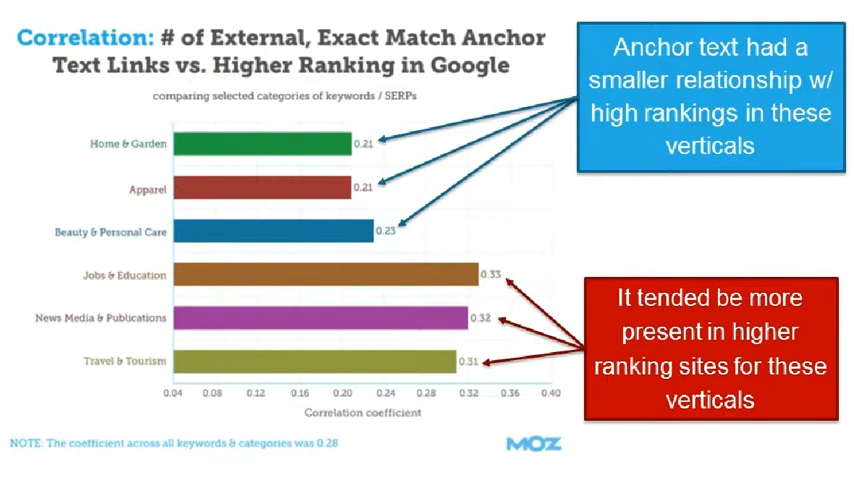 Correlation: # of External, Exact Match Anchor
Text Links vs. Higher Ranking in Google
comparing selected categories of keywords / SERPs
Home & Garden 0.21
Apparel 0.21
Beauty & Personal Care 0.23
Jobs & Education 0.33
News Media & Publications 0.32
Travel & Tourism 0.31
0.04 0.08 0.12 0.16 0.20 0.24 0.28 0.32 0.36 0.40
Correlation coefficient
NOTE: The coefficient across all keywords & categories was 0.28
MOZ
Anchor text had a
smaller relationship w/
high rankings in these
verticals
It tended be more
present in higher
ranking sites for these
verticals